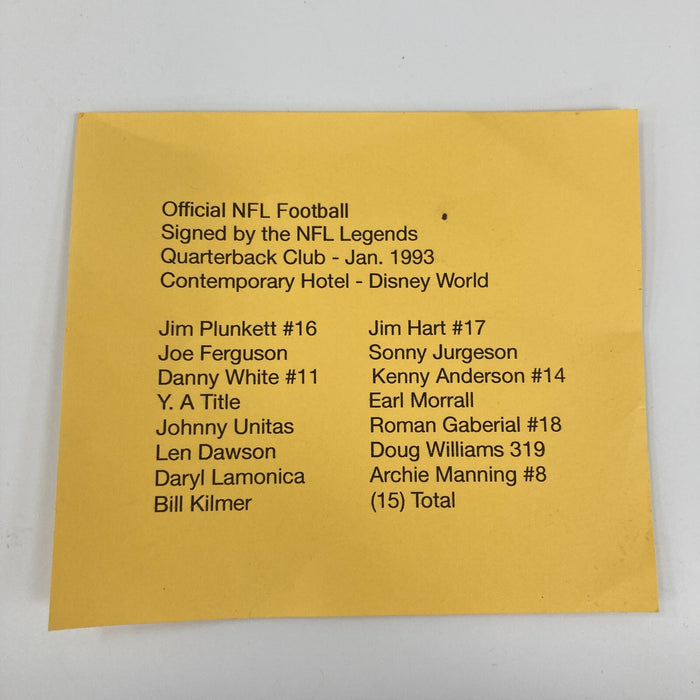 Official NFL Football
Signed by the NFL Legends
Quarterback Club - Jan. 1993
Contemporary Hotel - Disney World
Jim Plunkett #16
Joe Ferguson
Danny White #11
Y. A Title
Johnny Unitas
Len Dawson
Daryl Lamonica
Bill Kilmer
Jim Hart #17
Sonny Jurgeson
Kenny Anderson #14
Earl Morrall
Roman Gaberial #18
Doug Williams 319
Archie Manning #8
(15) Total